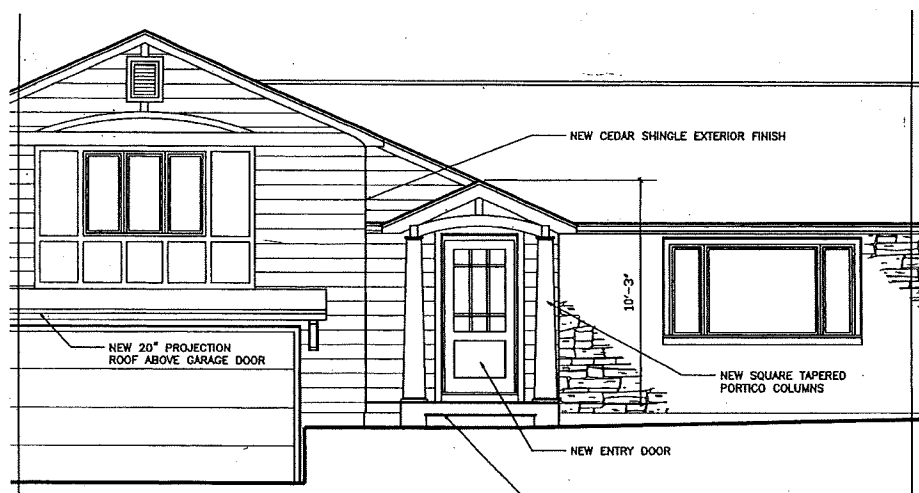 NEW CEDAR SHINGLE EXTERIOR FINISH
10'-3"
NEW 20" PROJECTION
ROOF ABOVE GARAGE DOOR
NEW SQUARE TAPERED
PORTICO COLUMNS
NEW ENTRY DOOR